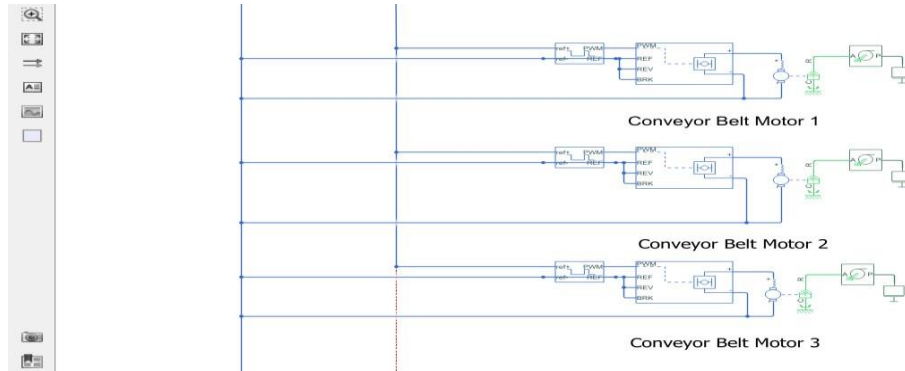 PWM
ref+ PWM
ref- REF
REF
REV
BRK
+
-
+
R
C
A P
Conveyor Belt Motor 1
PWM
ref+ PWM
ref- REF
REF
REV
BRK
+
-
+
R
C
A P
Conveyor Belt Motor 2
PWM
ref+ PWM
ref- REF
REF
REV
BRK
+
-
+
R
C
A P
Conveyor Belt Motor 3